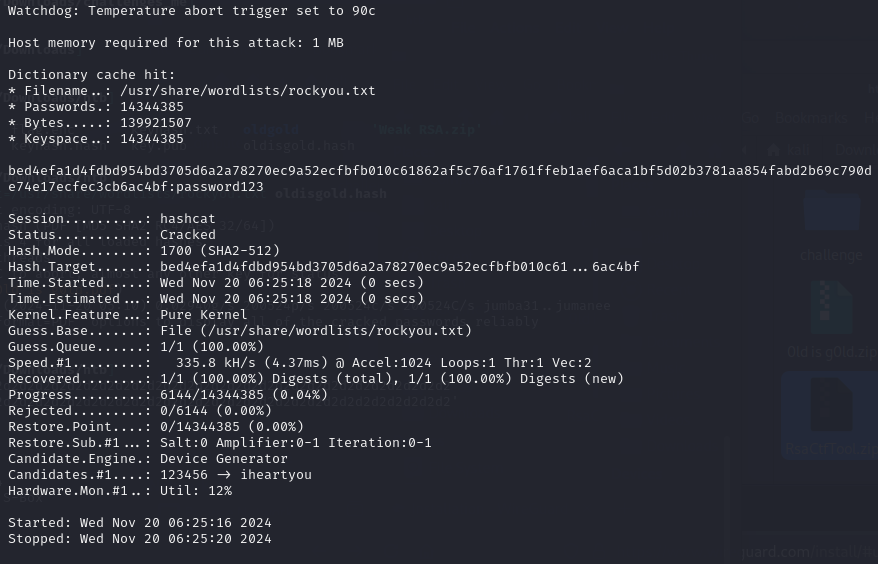 Watchdog: Temperature abort trigger set to 90c
Host memory required for this attack: 1 MB
Dictionary cache hit:
* Filename..: /usr/share/wordlists/rockyou.txt
* Passwords.: 14344385
* Bytes.....: 139921507
* Keyspace..: 14344385
bed4efa1d4fdbd954bd3705d6a2a78270ec9a52ecfbfb010c61862af5c76af1761ffeb1aef6aca1bf5d02b3781aa854fabd2b69c790d
e74e17ecfec3cb6ac4bf:password123
Session..........: hashcat
Status...........: Cracked
Hash.Mode........: 1700 (SHA2-512)
Hash.Target......: bed4efa1d4fdbd954bd3705d6a2a78270ec9a52ecfbfb010c61...6ac4bf
Time.Started.....: Wed Nov 20 06:25:18 2024 (0 secs)
Time.Estimated...: Wed Nov 20 06:25:18 2024 (0 secs)
Kernel.Feature...: Pure Kernel
Guess.Base.......: File (/usr/share/wordlists/rockyou.txt)
Guess.Queue......: 1/1 (100.00%)
Speed.#1.........:   335.8 kH/s (4.37ms) @ Accel:1024 Loops:1 Thr:1 Vec:2
Recovered........: 1/1 (100.00%) Digests (total), 1/1 (100.00%) Digests (new)
Progress.........: 6144/14344385 (0.04%)
Rejected.........: 0/6144 (0.00%)
Restore.Point....: 0/14344385 (0.00%)
Restore.Sub.#1...: Salt:0 Amplifier:0-1 Iteration:0-1
Candidate.Engine.: Device Generator
Candidates.#1....: 123456 -> iheartyou
Hardware.Mon.#1..: Util: 12%
Started: Wed Nov 20 06:25:16 2024
Stopped: Wed Nov 20 06:25:20 2024
challenge